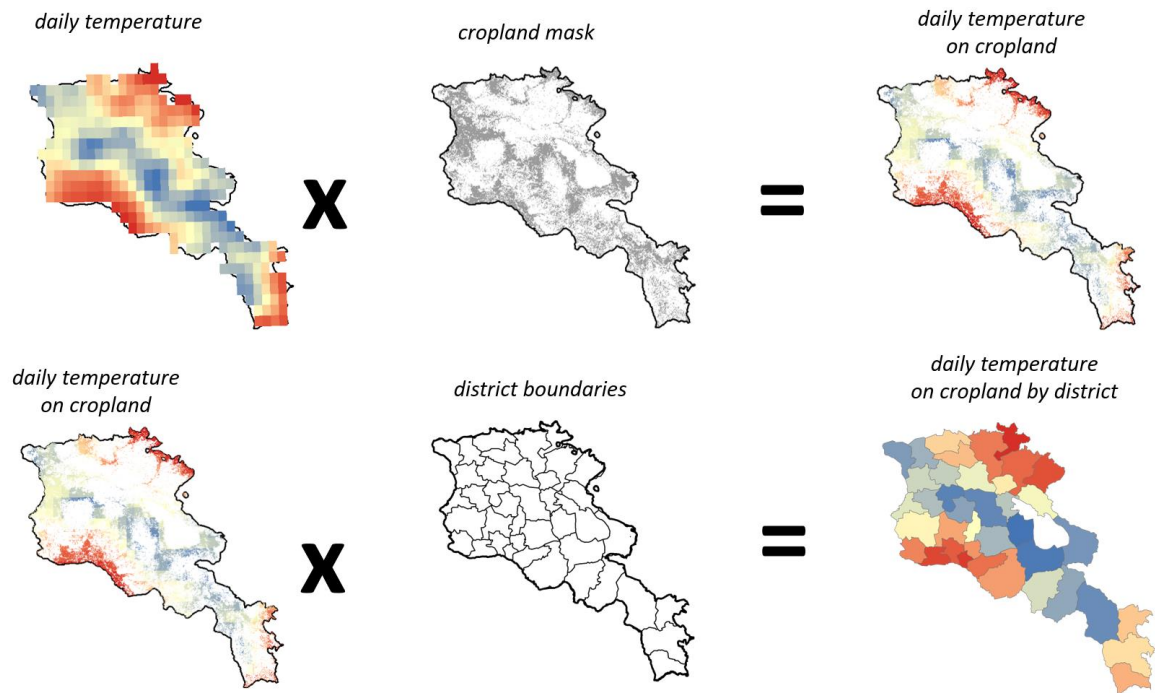 daily temperature
cropland mask
daily temperature
on cropland
X
=
daily temperature
on cropland
district boundaries
daily temperature
on cropland by district
X
=